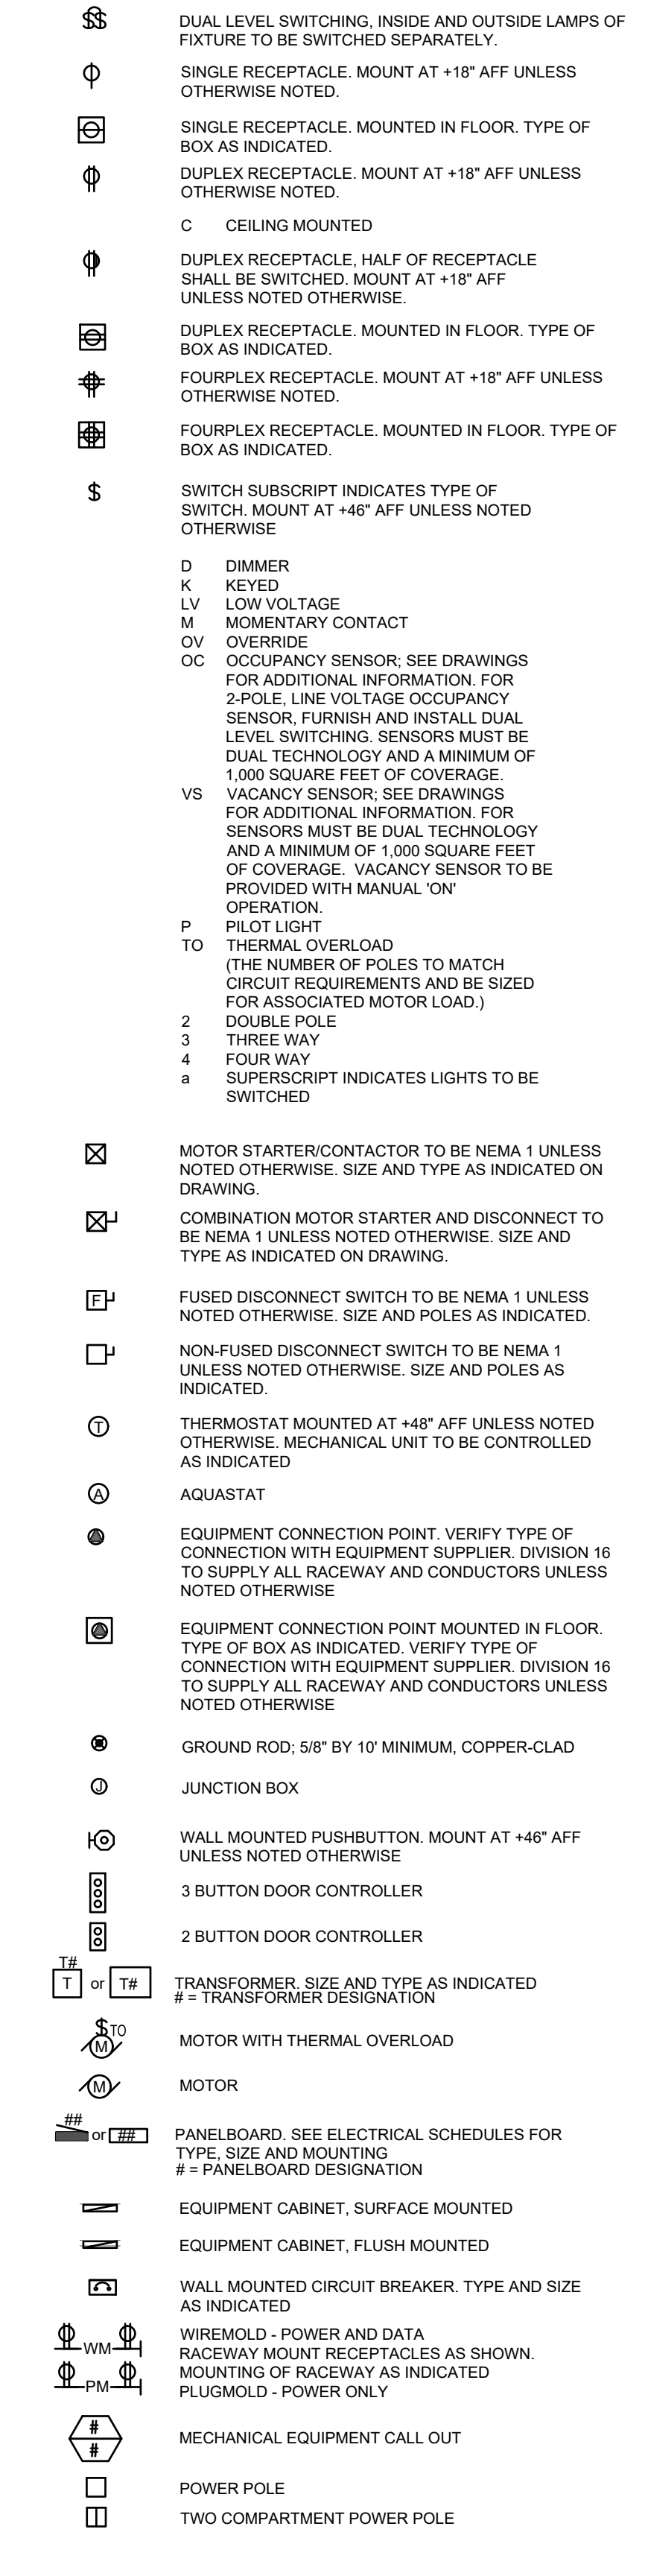 $$ DUAL LEVEL SWITCHING, INSIDE AND OUTSIDE LAMPS OF
FIXTURE TO BE SWITCHED SEPARATELY.
SINGLE RECEPTACLE. MOUNT AT +18" AFF UNLESS
OTHERWISE NOTED.
SINGLE RECEPTACLE. MOUNTED IN FLOOR. TYPE OF
BOX AS INDICATED.
DUPLEX RECEPTACLE. MOUNT AT +18" AFF UNLESS
OTHERWISE NOTED.
C CEILING MOUNTED
DUPLEX RECEPTACLE, HALF OF RECEPTACLE
SHALL BE SWITCHED. MOUNT AT +18" AFF
UNLESS NOTED OTHERWISE.
DUPLEX RECEPTACLE. MOUNTED IN FLOOR. TYPE OF
BOX AS INDICATED.
FOURPLEX RECEPTACLE. MOUNT AT +18" AFF UNLESS
OTHERWISE NOTED.
FOURPLEX RECEPTACLE. MOUNTED IN FLOOR. TYPE OF
BOX AS INDICATED.
$ SWITCH SUBSCRIPT INDICATES TYPE OF
SWITCH. MOUNT AT +46" AFF UNLESS NOTED
OTHERWISE
D DIMMER
K KEYED
LV LOW VOLTAGE
M MOMENTARY CONTACT
OV OVERRIDE
OC OCCUPANCY SENSOR; SEE DRAWINGS
FOR ADDITIONAL INFORMATION. FOR
2-POLE, LINE VOLTAGE OCCUPANCY
SENSOR, FURNISH AND INSTALL DUAL
LEVEL SWITCHING. SENSORS MUST BE
DUAL TECHNOLOGY AND A MINIMUM OF
1,000 SQUARE FEET OF COVERAGE.
VS VACANCY SENSOR; SEE DRAWINGS
FOR ADDITIONAL INFORMATION. FOR
SENSORS MUST BE DUAL TECHNOLOGY
AND A MINIMUM OF 1,000 SQUARE FEET
OF COVERAGE. VACANCY SENSOR TO BE
PROVIDED WITH MANUAL 'ON'
OPERATION.
P PILOT LIGHT
TO THERMAL OVERLOAD
(THE NUMBER OF POLES TO MATCH
CIRCUIT REQUIREMENTS AND BE SIZED
FOR ASSOCIATED MOTOR LOAD.)
2 DOUBLE POLE
3 THREE WAY
4 FOUR WAY
a SUPERSCRIPT INDICATES LIGHTS TO BE
SWITCHED
MOTOR STARTER/CONTACTOR TO BE NEMA 1 UNLESS
NOTED OTHERWISE. SIZE AND TYPE AS INDICATED ON
DRAWING.
COMBINATION MOTOR STARTER AND DISCONNECT TO
BE NEMA 1 UNLESS NOTED OTHERWISE. SIZE AND
TYPE AS INDICATED ON DRAWING.
F FUSED DISCONNECT SWITCH TO BE NEMA 1 UNLESS
NOTED OTHERWISE. SIZE AND POLES AS INDICATED.
NON-FUSED DISCONNECT SWITCH TO BE NEMA 1
UNLESS NOTED OTHERWISE. SIZE AND POLES AS
INDICATED.
T THERMOSTAT MOUNTED AT +48" AFF UNLESS NOTED
OTHERWISE. MECHANICAL UNIT TO BE CONTROLLED
AS INDICATED
A AQUASTAT
EQUIPMENT CONNECTION POINT. VERIFY TYPE OF
CONNECTION WITH EQUIPMENT SUPPLIER. DIVISION 16
TO SUPPLY ALL RACEWAY AND CONDUCTORS UNLESS
NOTED OTHERWISE
EQUIPMENT CONNECTION POINT MOUNTED IN FLOOR.
TYPE OF BOX AS INDICATED. VERIFY TYPE OF
CONNECTION WITH EQUIPMENT SUPPLIER. DIVISION 16
TO SUPPLY ALL RACEWAY AND CONDUCTORS UNLESS
NOTED OTHERWISE
GROUND ROD; 5/8" BY 10' MINIMUM, COPPER-CLAD
J JUNCTION BOX
WALL MOUNTED PUSHBUTTON. MOUNT AT +46" AFF
UNLESS NOTED OTHERWISE
3 BUTTON DOOR CONTROLLER
2 BUTTON DOOR CONTROLLER
T#
T or T# TRANSFORMER. SIZE AND TYPE AS INDICATED
# = TRANSFORMER DESIGNATION
$TO
M MOTOR WITH THERMAL OVERLOAD
M MOTOR
##
or ## PANELBOARD. SEE ELECTRICAL SCHEDULES FOR
TYPE, SIZE AND MOUNTING
# = PANELBOARD DESIGNATION
EQUIPMENT CABINET, SURFACE MOUNTED
EQUIPMENT CABINET, FLUSH MOUNTED
WALL MOUNTED CIRCUIT BREAKER. TYPE AND SIZE
AS INDICATED
WIREMOLD - POWER AND DATA
WM RACEWAY MOUNT RECEPTACLES AS SHOWN.
MOUNTING OF RACEWAY AS INDICATED
PM PLUGMOLD - POWER ONLY
#
# MECHANICAL EQUIPMENT CALL OUT
POWER POLE
TWO COMPARTMENT POWER POLE